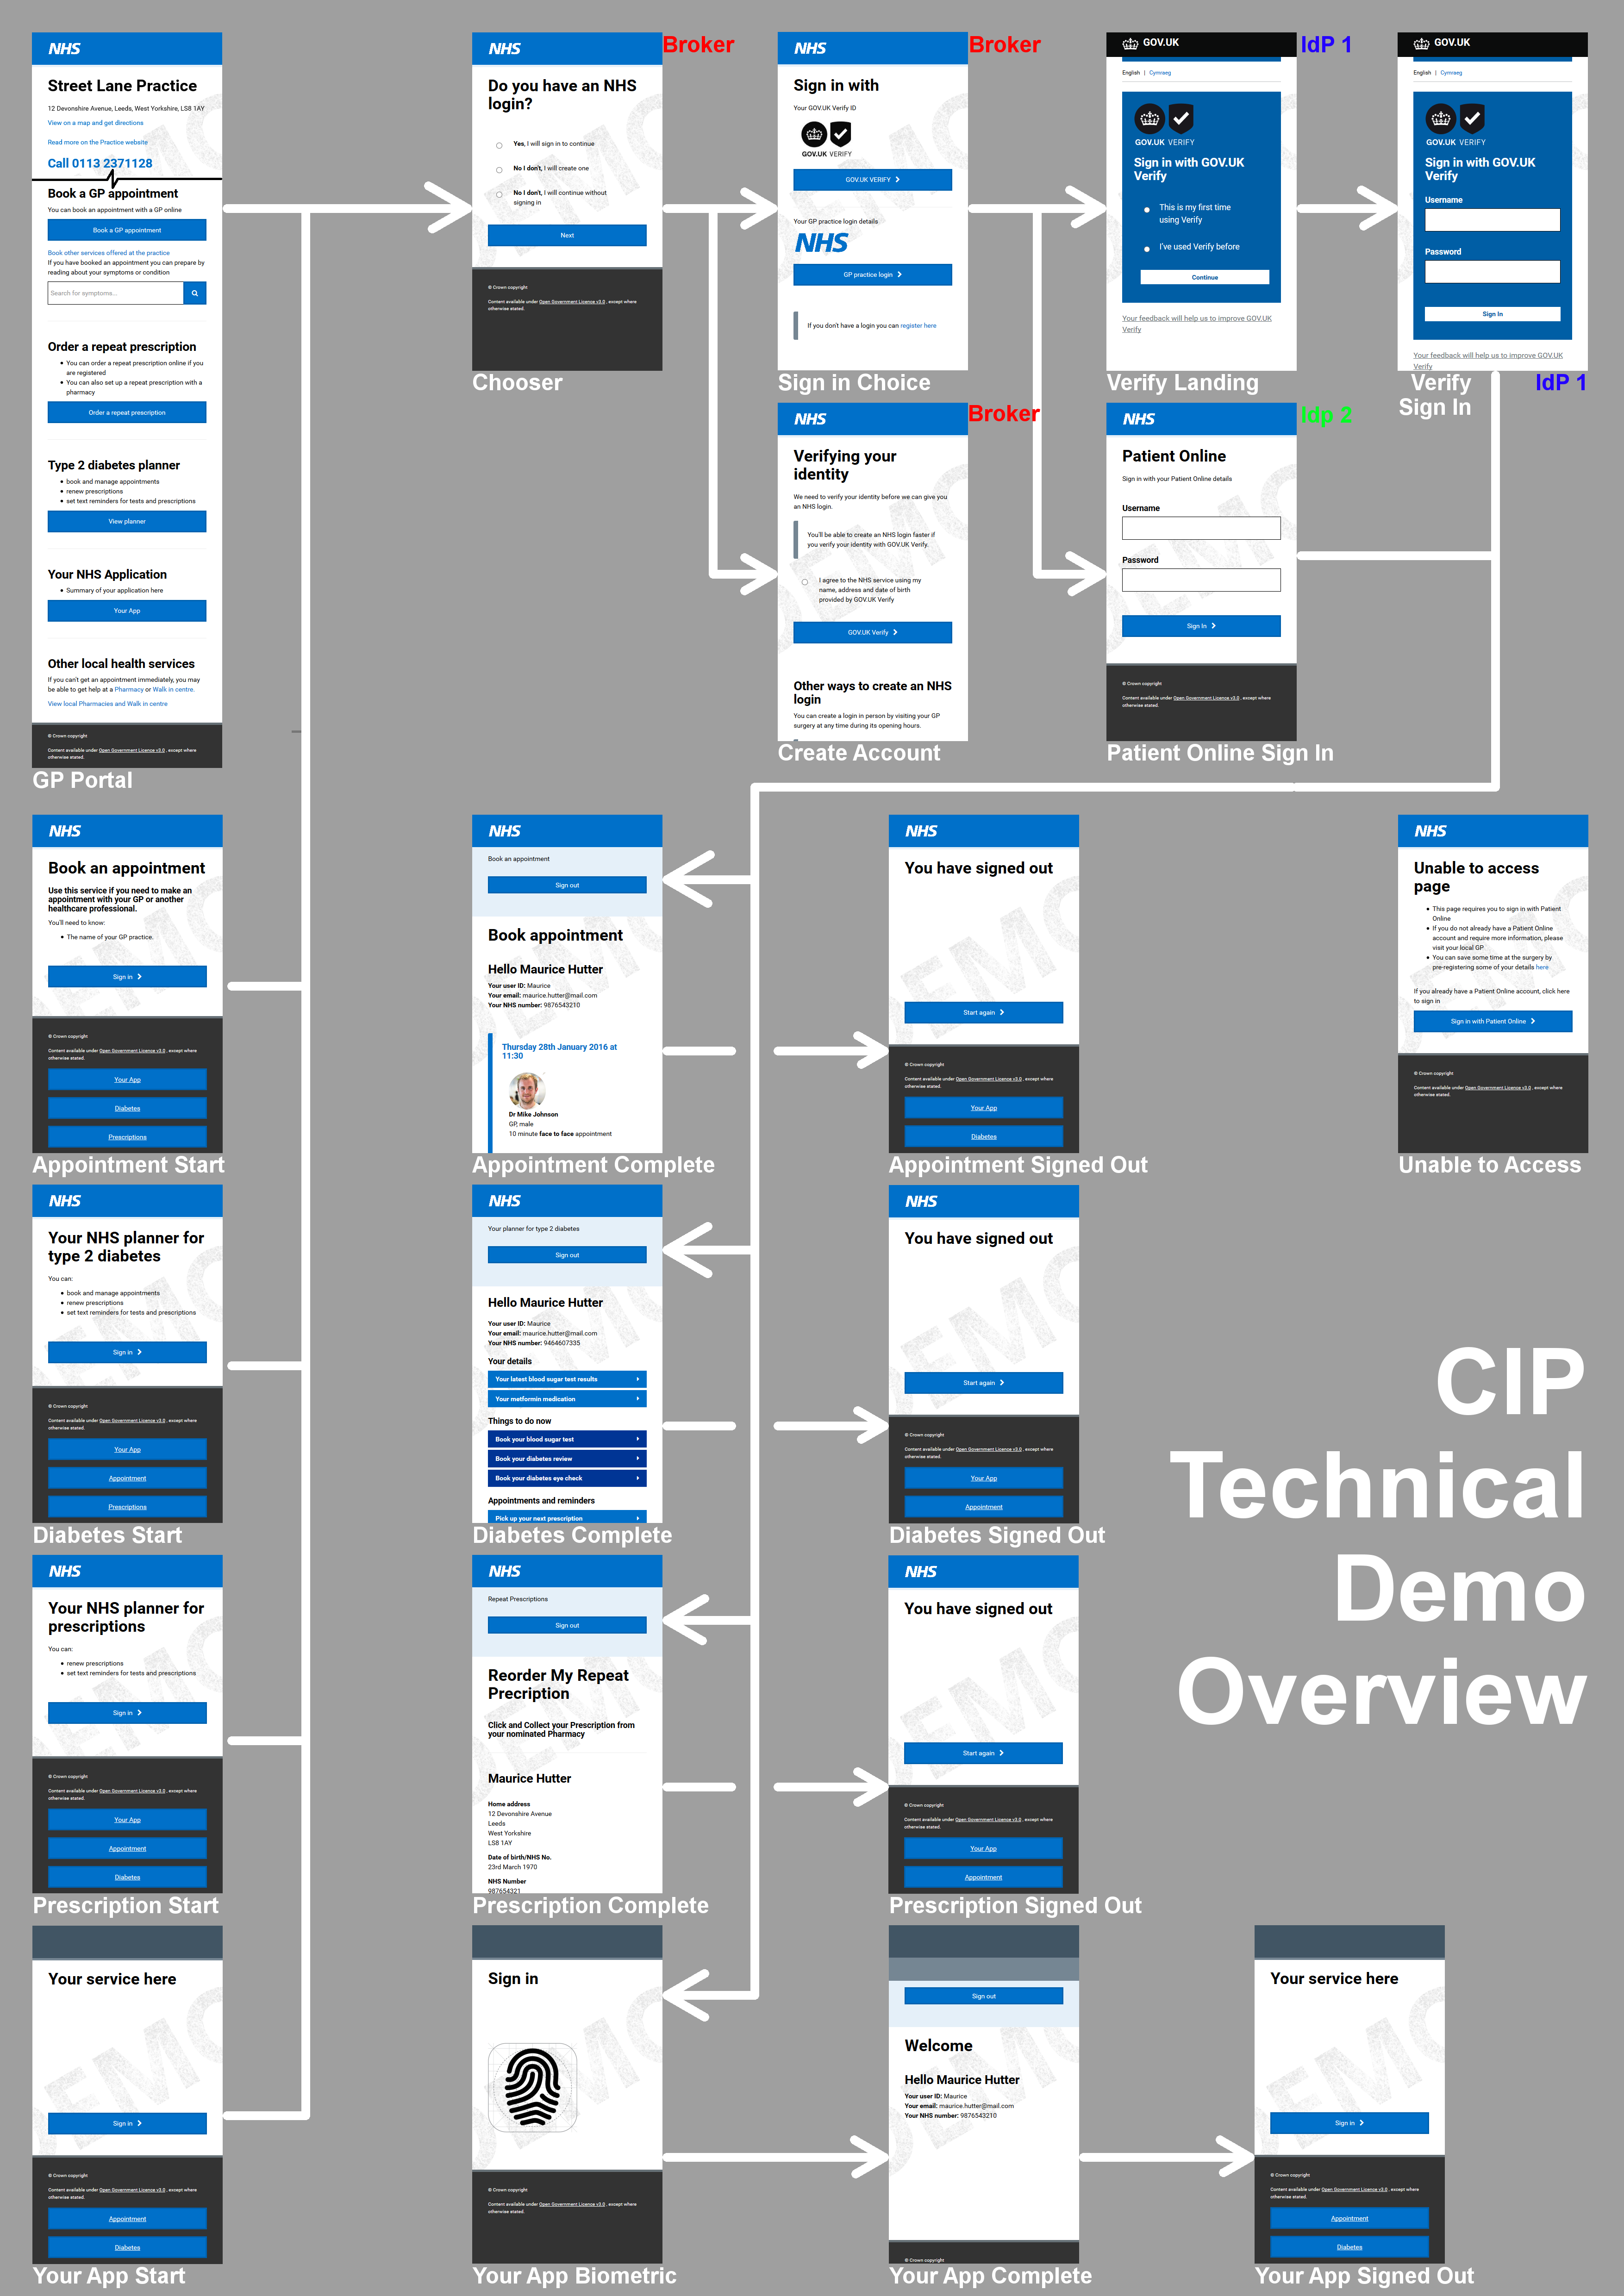 NHS
Street Lane Practice
12 Devonshire Avenue, Leeds, West Yorkshire, LS8 1AY
View on a map and get directions
Read more on the Practice website
Call 0113 2371128
Book a GP appointment
You can book an appointment with a GP online
Book a GP appointment
Book other services offered at the practice
If you have booked an appointment you can prepare by
reading about your symptoms or condition
Search for symptoms...
Order a repeat prescription
You can order a repeat prescription online if you
are registered
You can also set up a repeat prescription with a
pharmacy
Order a repeat prescription
Type 2 diabetes planner
book and manage appointments
renew prescriptions
set text reminders for tests and prescriptions
View planner
Your NHS Application
Summary of your application here
Your App
Other local health services
If you can't get an appointment immediately, you may
be able to get help at a Pharmacy or Walk in centre.
View local Pharmacies and Walk in centre
© Crown copyright
Content available under Open Government Licence v3.0 , except where
otherwise stated.
GP Portal
NHS
Broker
Do you have an NHS
login?
Yes, I will sign in to continue
No I don't, I will create one
No I don't, I will continue without
signing in
Next
© Crown copyright
Content available under Open Government Licence v3.0 , except where
otherwise stated.
Chooser
NHS
Broker
Sign in with
Your GOV.UK Verify ID
GOV.UK VERIFY
GOV.UK VERIFY
Your GP practice login details
NHS
GP practice login
If you don't have a login you can register here
Sign in Choice
GOV.UK
IdP 1
English | Cymraeg
GOV.UK VERIFY
Sign in with GOV.UK
Verify
This is my first time
using Verify
I've used Verify before
Continue
Your feedback will help us to improve GOV.UK
Verify
Verify Landing
GOV.UK
English | Cymraeg
GOV.UK VERIFY
Sign in with GOV.UK
Verify
Username
Password
Sign In
Your feedback will help us to improve GOV.UK
Verify
Verify
Sign In
IdP 1
NHS
Broker
Verifying your
identity
We need to verify your identity before we can give you
an NHS login.
You'll be able to create an NHS login faster if
you verify your identity with GOV.UK Verify.
I agree to the NHS service using my
name, address and date of birth
provided by GOV.UK Verify
GOV.UK Verify
Other ways to create an NHS
login
You can create a login in person by visiting your GP
surgery at any time during its opening hours.
Create Account
NHS
Idp 2
Patient Online
Sign in with your Patient Online details
Username
Password
Sign In
© Crown copyright
Content available under Open Government Licence v3.0 , except where
otherwise stated.
Patient Online Sign In
NHS
Book an appointment
Use this service if you need to make an
appointment with your GP or another
healthcare professional.
You'll need to know:
The name of your GP practice.
Sign in
© Crown copyright
Content available under Open Government Licence v3.0 , except where
otherwise stated.
Your App
Diabetes
Prescriptions
Appointment Start
NHS
Book an appointment
Sign out
Book appointment
Hello Maurice Hutter
Your user ID: Maurice
Your email: maurice.hutter@mail.com
Your NHS number: 9876543210
Thursday 28th January 2016 at
11:30
Dr Mike Johnson
GP, male
10 minute face to face appointment
Appointment Complete
NHS
You have signed out
Start again
© Crown copyright
Content available under Open Government Licence v3.0 , except where
otherwise stated.
Your App
Diabetes
Appointment Signed Out
NHS
Unable to access
page
This page requires you to sign in with Patient
Online
If you do not already have a Patient Online
account and require more information, please
visit your local GP
You can save some time at the surgery by
pre-registering some of your details here
If you already have a Patient Online account, click here
to sign in
Sign in with Patient Online
© Crown copyright
Content available under Open Government Licence v3.0 , except where
otherwise stated.
Unable to Access
NHS
Your NHS planner for
type 2 diabetes
You can:
book and manage appointments
renew prescriptions
set text reminders for tests and prescriptions
Sign in
© Crown copyright
Content available under Open Government Licence v3.0 , except where
otherwise stated.
Your App
Appointment
Prescriptions
Diabetes Start
NHS
Your planner for type 2 diabetes
Sign out
Hello Maurice Hutter
Your user ID: Maurice
Your email: maurice.hutter@mail.com
Your NHS number: 9464607335
Your details
Your latest blood sugar test results
Your metformin medication
Things to do now
Book your blood sugar test
Book your diabetes review
Book your diabetes eye check
Appointments and reminders
Pick up your next prescription
Diabetes Complete
NHS
You have signed out
Start again
© Crown copyright
Content available under Open Government Licence v3.0 , except where
otherwise stated.
Your App
Appointment
Diabetes Signed Out
CIP
Technical
Demo
Overview
NHS
Your NHS planner for
prescriptions
You can:
renew prescriptions
set text reminders for tests and prescriptions
Sign in
© Crown copyright
Content available under Open Government Licence v3.0 , except where
otherwise stated.
Your App
Appointment
Diabetes
Prescription Start
NHS
Repeat Prescriptions
Sign out
Reorder My Repeat
Precription
Click and Collect your Prescription from
your nominated Pharmacy
Maurice Hutter
Home address
12 Devonshire Avenue
Leeds
West Yorkshire
LS8 1AY
Date of birth/NHS No.
23rd March 1970
NHS Number
987654321
Prescription Complete
NHS
You have signed out
Start again
© Crown copyright
Content available under Open Government Licence v3.0 , except where
otherwise stated.
Your App
Appointment
Prescription Signed Out
Your service here
Sign in
© Crown copyright
Content available under Open Government Licence v3.0 , except where
otherwise stated.
Appointment
Diabetes
Your App Start
Sign in
© Crown copyright
Content available under Open Government Licence v3.0 , except where
otherwise stated.
Your App Biometric
Sign out
Welcome
Hello Maurice Hutter
Your user ID: Maurice
Your email: maurice.hutter@mail.com
Your NHS number: 9876543210
© Crown copyright
Your App Complete
Your service here
Sign in
© Crown copyright
Content available under Open Government Licence v3.0 , except where
otherwise stated.
Appointment
Diabetes
Your App Signed Out